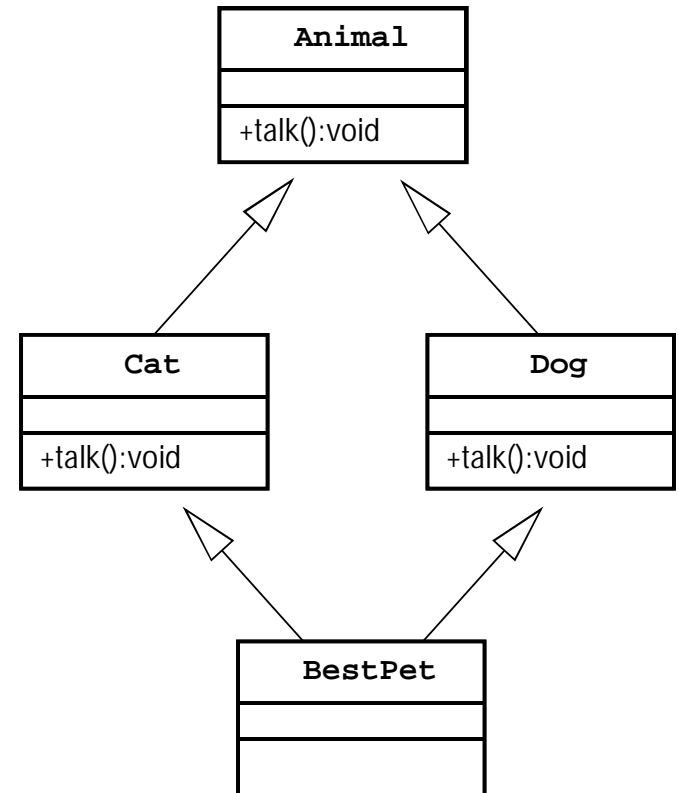 Animal
+talk():void
Cat
Dog
+talk():void
+talk():void
BestPet